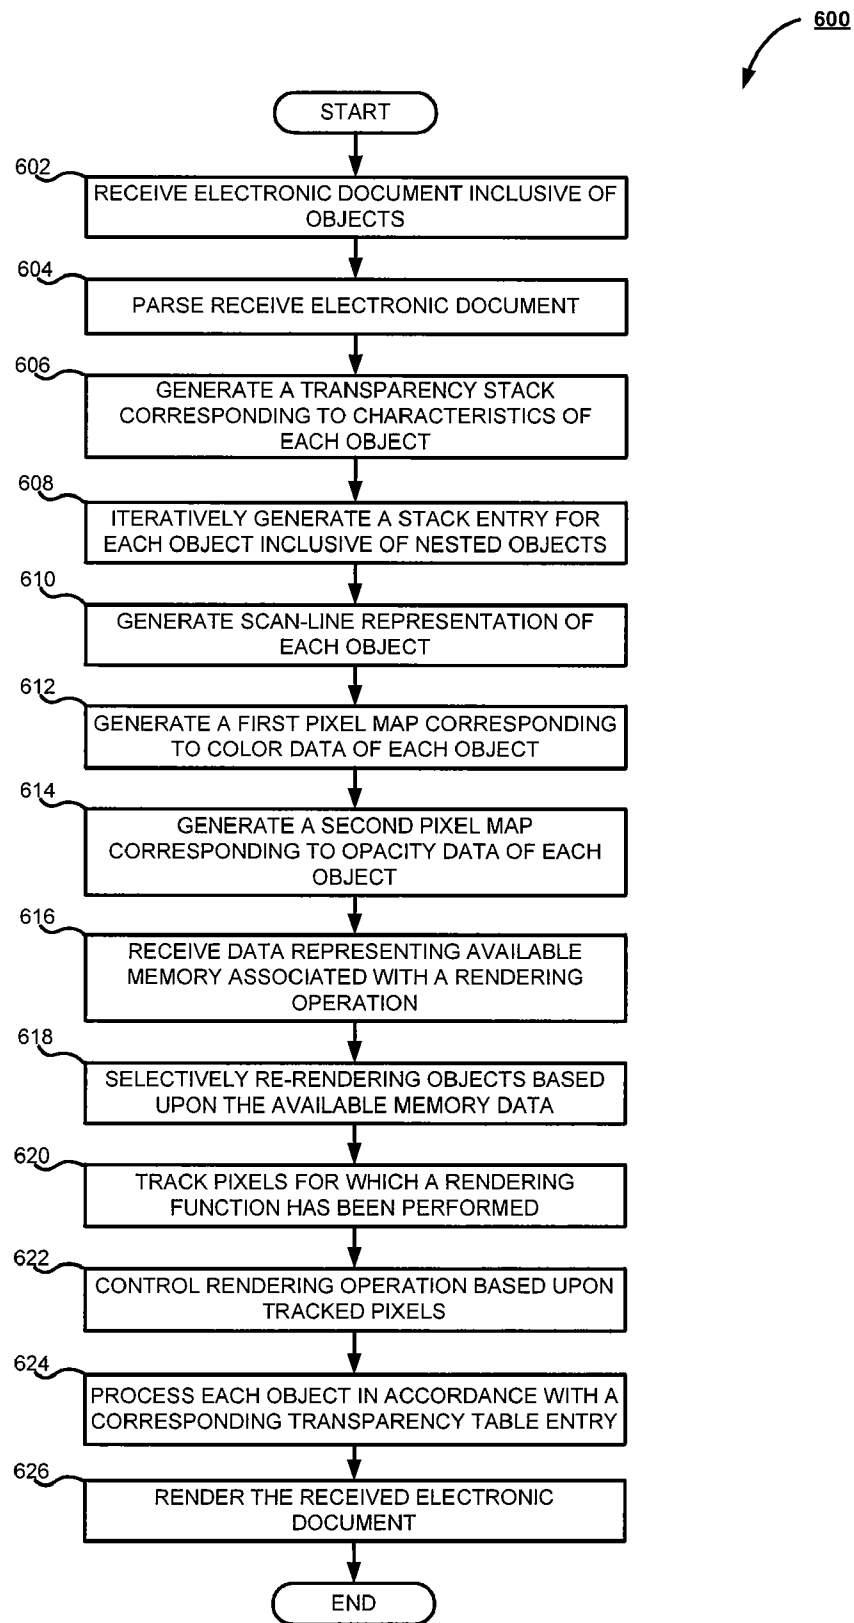 600
START
602
RECEIVE ELECTRONIC DOCUMENT INCLUSIVE OF
OBJECTS
604
PARSE RECEIVE ELECTRONIC DOCUMENT
606
GENERATE A TRANSPARENCY STACK
CORRESPONDING TO CHARACTERISTICS OF
EACH OBJECT
608
ITERATIVELY GENERATE A STACK ENTRY FOR
EACH OBJECT INCLUSIVE OF NESTED OBJECTS
610
GENERATE SCAN-LINE REPRESENTATION OF
EACH OBJECT
612
GENERATE A FIRST PIXEL MAP CORRESPONDING
TO COLOR DATA OF EACH OBJECT
614
GENERATE A SECOND PIXEL MAP
CORRESPONDING TO OPACITY DATA OF EACH
OBJECT
616
RECEIVE DATA REPRESENTING AVAILABLE
MEMORY ASSOCIATED WITH A RENDERING
OPERATION
618
SELECTIVELY RE-RENDERING OBJECTS BASED
UPON THE AVAILABLE MEMORY DATA
620
TRACK PIXELS FOR WHICH A RENDERING
FUNCTION HAS BEEN PERFORMED
622
CONTROL RENDERING OPERATION BASED UPON
TRACKED PIXELS
624
PROCESS EACH OBJECT IN ACCORDANCE WITH A
CORRESPONDING TRANSPARENCY TABLE ENTRY
626
RENDER THE RECEIVED ELECTRONIC
DOCUMENT
END